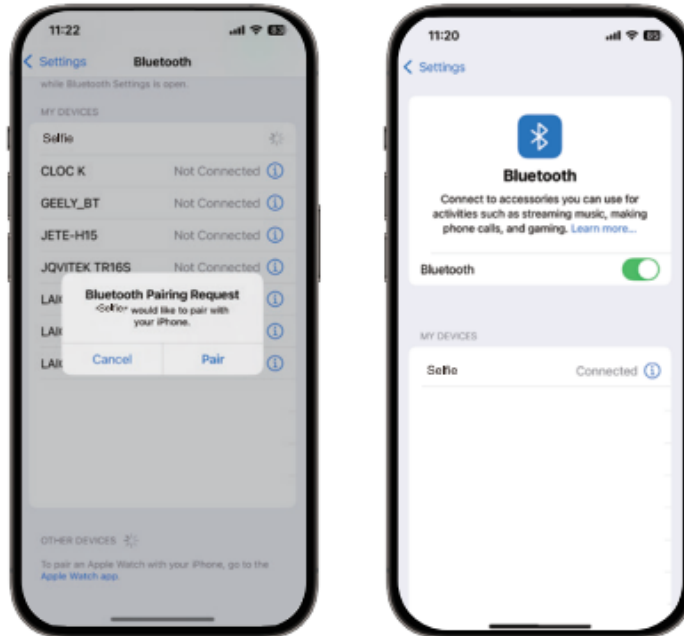 11:22
Settings
Bluetooth
while Bluetooth Settings is open.
MY DEVICES
Selfie
CLOC K Not Connected
GEELY_BT Not Connected
JETE-H15 Not Connected
JQVITEK TR16S Not Connected
Bluetooth Pairing Request
"Selfie" would like to pair with
your iPhone.
Cancel Pair
OTHER DEVICES
To pair an Apple Watch with your iPhone, go to the
Apple Watch app.
11:20
Settings
Bluetooth
Connect to accessories you can use for
activities such as streaming music, making
phone calls, and gaming. Learn more...
Bluetooth
MY DEVICES
Selfie Connected